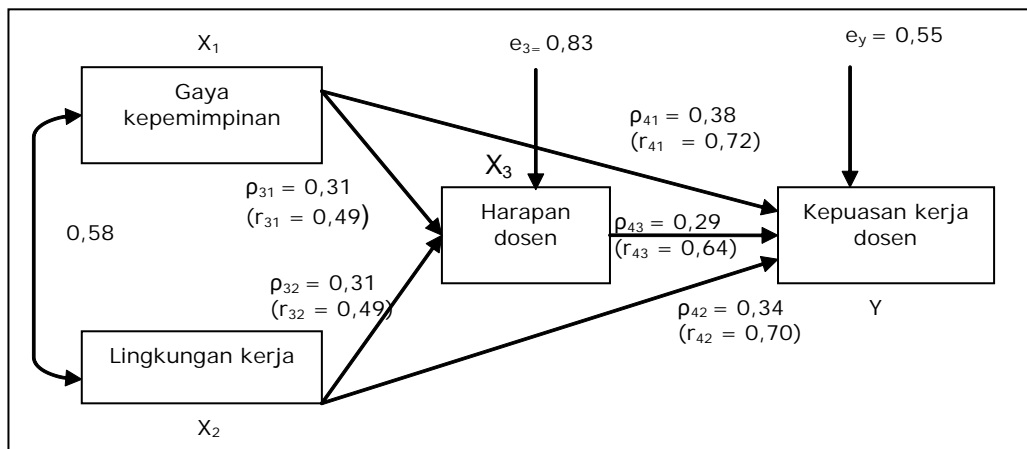 X₁
Gaya
kepemimpinan
e₃₌ 0,83
eᵧ = 0,55
ρ₄₁ = 0,38
(r₄₁ = 0,72)
X₃
ρ₃₁ = 0,31
(r₃₁ = 0,49)
Harapan
dosen
ρ₄₃ = 0,29
(r₄₃ = 0,64)
Kepuasan kerja
dosen
Y
0,58
ρ₃₂ = 0,31
(r₃₂ = 0,49)
ρ₄₂ = 0,34
(r₄₂ = 0,70)
Lingkungan kerja
X₂